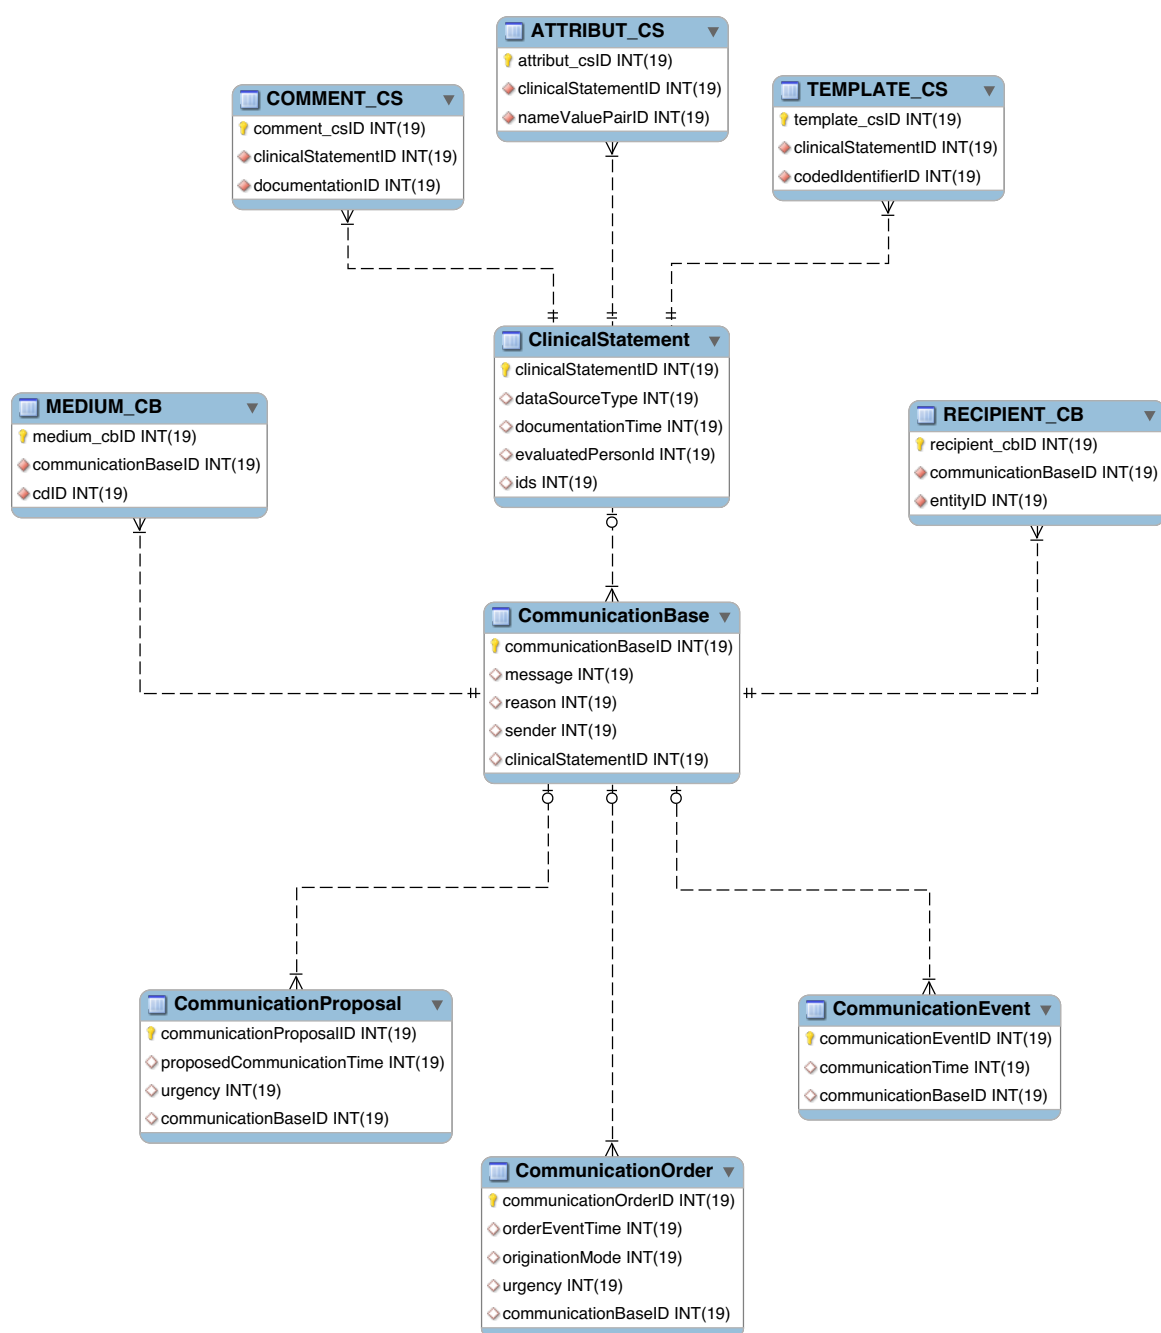 ATTRIBUT_CS
attribut_csID INT(19)
clinicalStatementID INT(19)
nameValuePairID INT(19)
COMMENT_CS
comment_csID INT(19)
clinicalStatementID INT(19)
documentationID INT(19)
TEMPLATE_CS
template_csID INT(19)
clinicalStatementID INT(19)
codedIdentifierID INT(19)
ClinicalStatement
clinicalStatementID INT(19)
dataSourceType INT(19)
documentationTime INT(19)
evaluatedPersonId INT(19)
ids INT(19)
MEDIUM_CB
medium_cbID INT(19)
communicationBaseID INT(19)
cdID INT(19)
RECIPIENT_CB
recipient_cbID INT(19)
communicationBaseID INT(19)
entityID INT(19)
CommunicationBase
communicationBaseID INT(19)
message INT(19)
reason INT(19)
sender INT(19)
clinicalStatementID INT(19)
CommunicationProposal
communicationProposalID INT(19)
proposedCommunicationTime INT(19)
urgency INT(19)
communicationBaseID INT(19)
CommunicationEvent
communicationEventID INT(19)
communicationTime INT(19)
communicationBaseID INT(19)
CommunicationOrder
communicationOrderID INT(19)
orderEventTime INT(19)
originationMode INT(19)
urgency INT(19)
communicationBaseID INT(19)